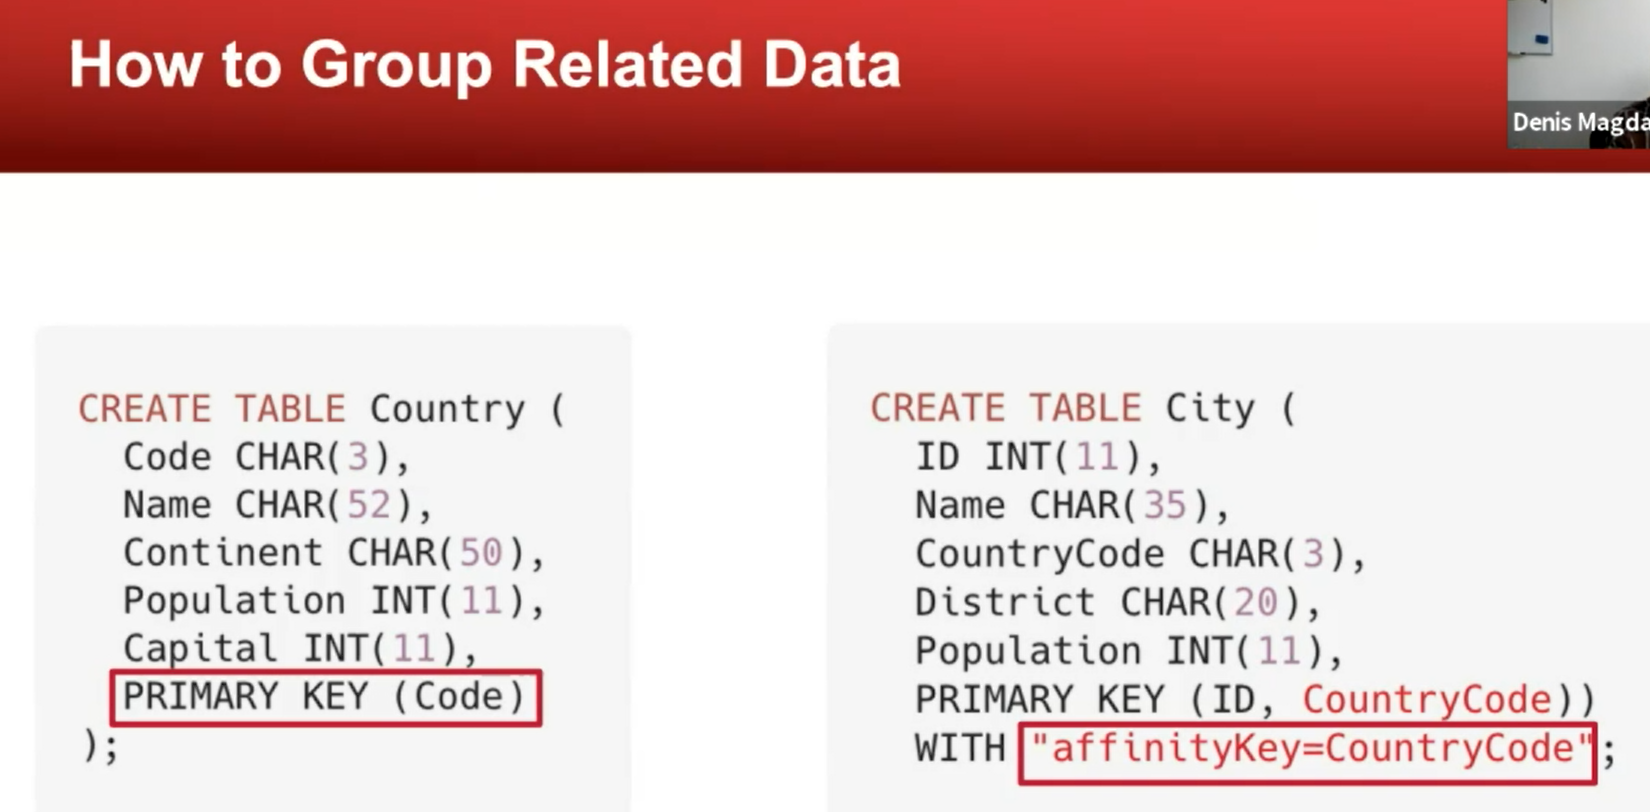 How to Group Related Data
Denis Magda
CREATE TABLE Country (
Code CHAR(3),
Name CHAR(52),
Continent CHAR(50),
Population INT(11),
Capital INT(11),
PRIMARY KEY (Code)
);
CREATE TABLE City (
ID INT(11),
Name CHAR(35),
CountryCode CHAR(3),
District CHAR(20),
Population INT(11),
PRIMARY KEY (ID, CountryCode))
WITH "affinityKey=CountryCode";